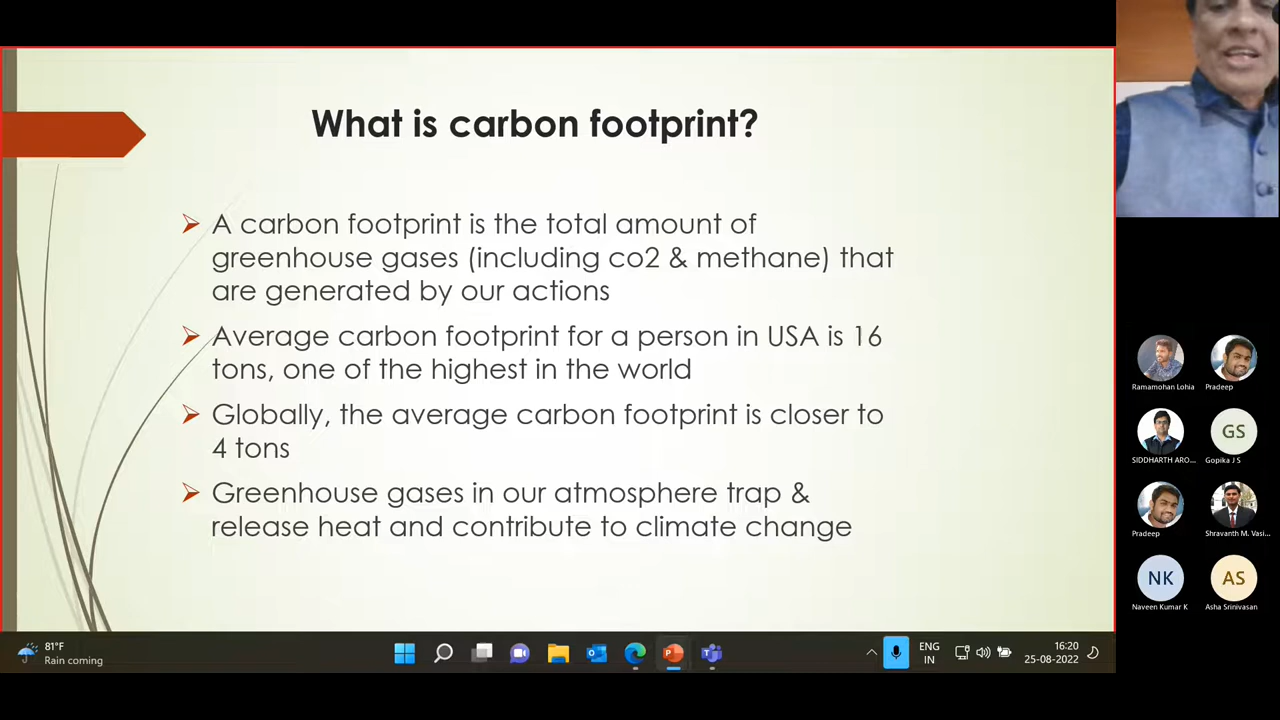 What is carbon footprint?
A carbon footprint is the total amount of
greenhouse gases (including co2 & methane) that
are generated by our actions
Average carbon footprint for a person in USA is 16
tons, one of the highest in the world
Globally, the average carbon footprint is closer to
4 tons
Greenhouse gases in our atmosphere trap &
release heat and contribute to climate change
Ramamohan Lohia
Pradeep
SIDDHARTH ARO...
GS
Gopika J S
Pradeep
Shravanth M. Vasi...
NK
Naveen Kumar K
AS
Asha Srinivasan
81°F
Rain coming
ENG
IN
16:20
25-08-2022